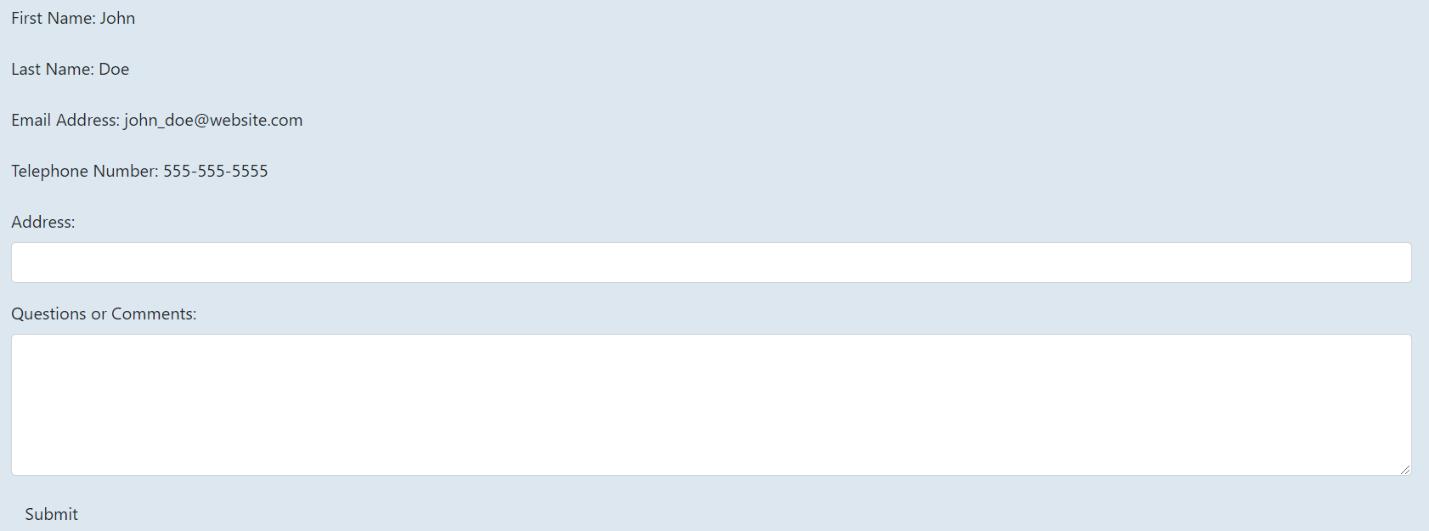 First Name: John
Last Name: Doe
Email Address: john_doe@website.com
Telephone Number: 555-555-5555
Address:
Questions or Comments:
Submit